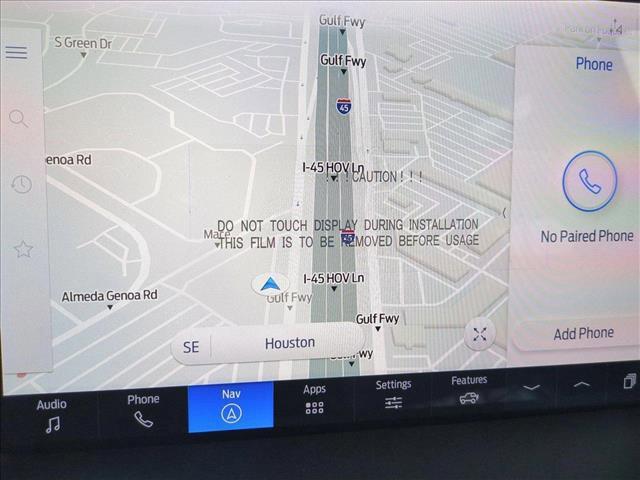 Gulf Fwy
S Green Dr
Gulf Fwy
Phone
45
enoa Rd
I-45 HOV Ln
! ! !CAUTION! ! !
No Paired Phone
DO NOT TOUCH DISPLAY DURING INSTALLATION
THIS FILM IS TO BE REMOVED BEFORE USAGE
45
I-45 HOV Ln
Almeda Genoa Rd
Gulf Fwy
Gulf Fwy
SE
Houston
Add Phone
Audio
Phone
Nav
Apps
Settings
Features